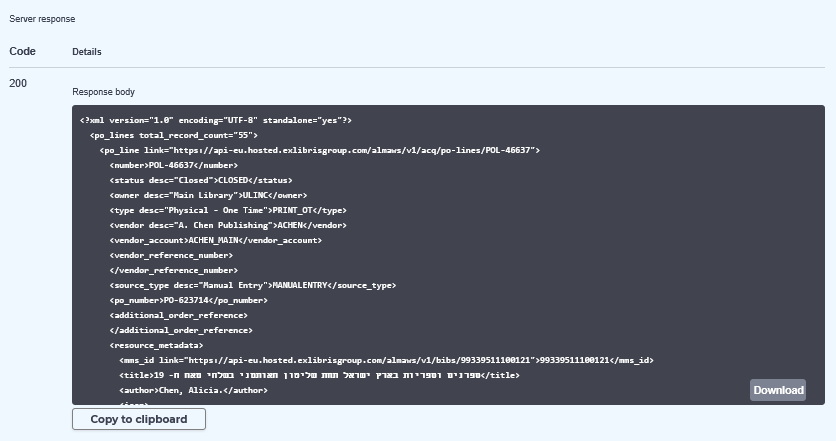 Server response
Code Details
200
Response body
<?xml version="1.0" encoding="UTF-8" standalone="yes"?>
<po_lines total_record_count="55">
<po_line link="https://api-eu.hosted.exlibrisgroup.com/almaws/v1/acq/po-lines/POL-46637">
<number>POL-46637</number>
<status desc="Closed">CLOSED</status>
<owner desc="Main Library">ULINC</owner>
<type desc="Physical - One Time">PRINT_OT</type>
<vendor desc="A. Chen Publishing">ACHEN</vendor>
<vendor_account>ACHEN_MAIN</vendor_account>
<vendor_reference_number>
</vendor_reference_number>
<source_type desc="Manual Entry">MANUALENTRY</source_type>
<po_number>PO-623714</po_number>
<additional_order_reference>
</additional_order_reference>
<resource_metadata>
<mms_id link="https://api-eu.hosted.exlibrisgroup.com/almaws/v1/bibs/99339511100121">99339511100121</mms_id>
<title>ספרנים וספריות בארץ ישראל תחת שליטון העותמני בשלהי המאה ה- 19</title>
<author>Chen, Alicia.</author>
Download
Copy to clipboard